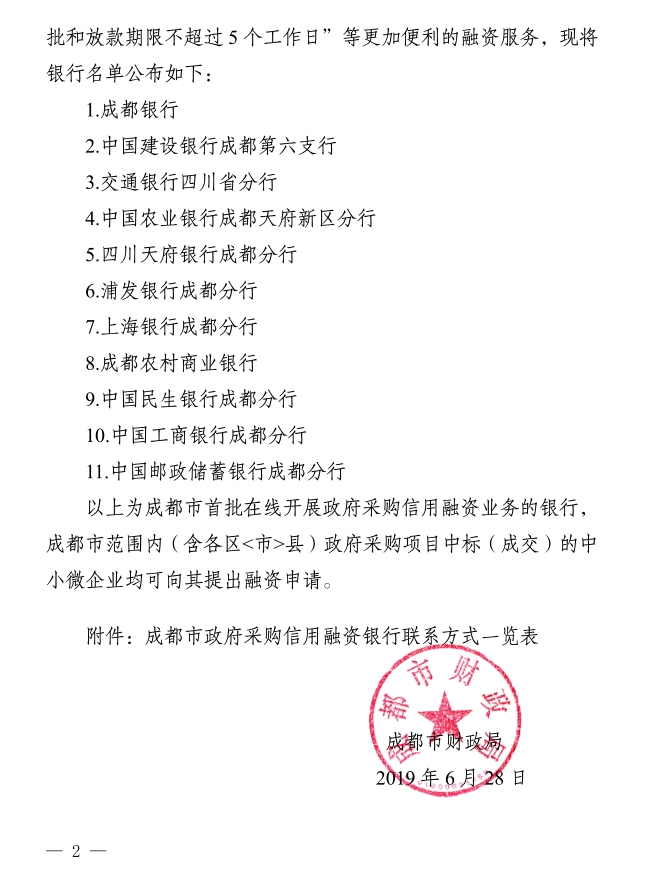 批和放款期限不超过 5 个工作日”等更加便利的融资服务，现将
银行名单公布如下：
1.成都银行
2.中国建设银行成都第六支行
3.交通银行四川省分行
4.中国农业银行成都天府新区分行
5.四川天府银行成都分行
6.浦发银行成都分行
7.上海银行成都分行
8.成都农村商业银行
9.中国民生银行成都分行
10.中国工商银行成都分行
11.中国邮政储蓄银行成都分行
以上为成都市首批在线开展政府采购信用融资业务的银行，
成都市范围内（含各区<市>县）政府采购项目中标（成交）的中
小微企业均可向其提出融资申请。
附件：成都市政府采购信用融资银行联系方式一览表
成都市财政局
成都市财政局
2019 年 6 月 28 日
— 2 —